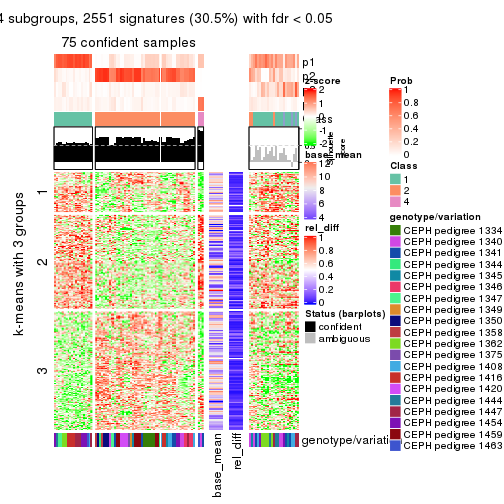 4 subgroups, 2551 signatures (30.5%) with fdr < 0.05
75 confident samples
p1
p2
z-score
2
1
-1
-2
base_mean
12
10
8
6
4
rel_diff
1
0.8
0.6
0.4
0.2
0
Status (barplots)
confident
ambiguous
Prob
1
0.8
0.6
0.4
0.2
0
Class
1
2
4
genotype/variation
CEPH pedigree 1334
CEPH pedigree 1340
CEPH pedigree 1341
CEPH pedigree 1344
CEPH pedigree 1345
CEPH pedigree 1346
CEPH pedigree 1347
CEPH pedigree 1349
CEPH pedigree 1350
CEPH pedigree 1358
CEPH pedigree 1362
CEPH pedigree 1375
CEPH pedigree 1408
CEPH pedigree 1416
CEPH pedigree 1420
CEPH pedigree 1444
CEPH pedigree 1447
CEPH pedigree 1454
CEPH pedigree 1459
CEPH pedigree 1463
k-means with 3 groups
1
2
3
base_mean
rel_diff